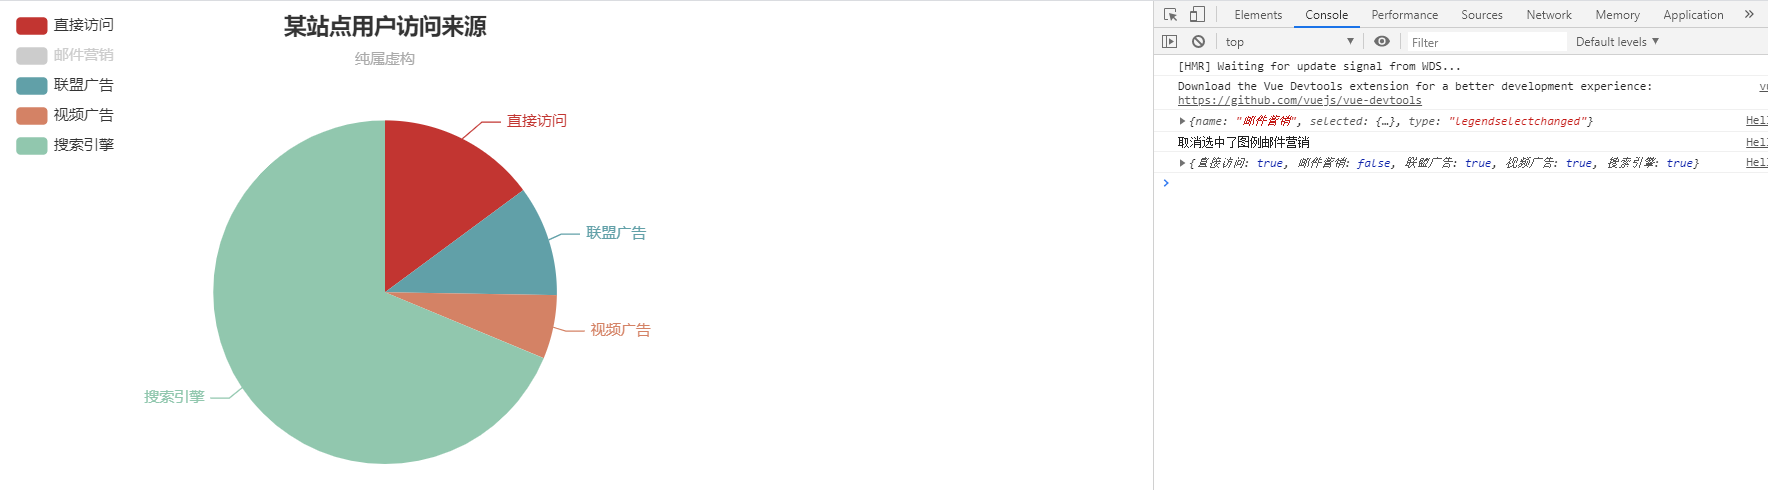 直接访问
邮件营销
联盟广告
视频广告
搜索引擎
某站点用户访问来源
纯属虚构
直接访问
联盟广告
视频广告
搜索引擎
Elements Console Performance Sources Network Memory Application »
top Filter Default levels
[HMR] Waiting for update signal from WDS...
Download the Vue Devtools extension for a better development experience:
https://github.com/vuejs/vue-devtools
{name: "邮件营销", selected: {…}, type: "legendselectchanged"} Hell
取消选中了图例邮件营销 Hell
{直接访问: true, 邮件营销: false, 联盟广告: true, 视频广告: true, 搜索引擎: true} Hell